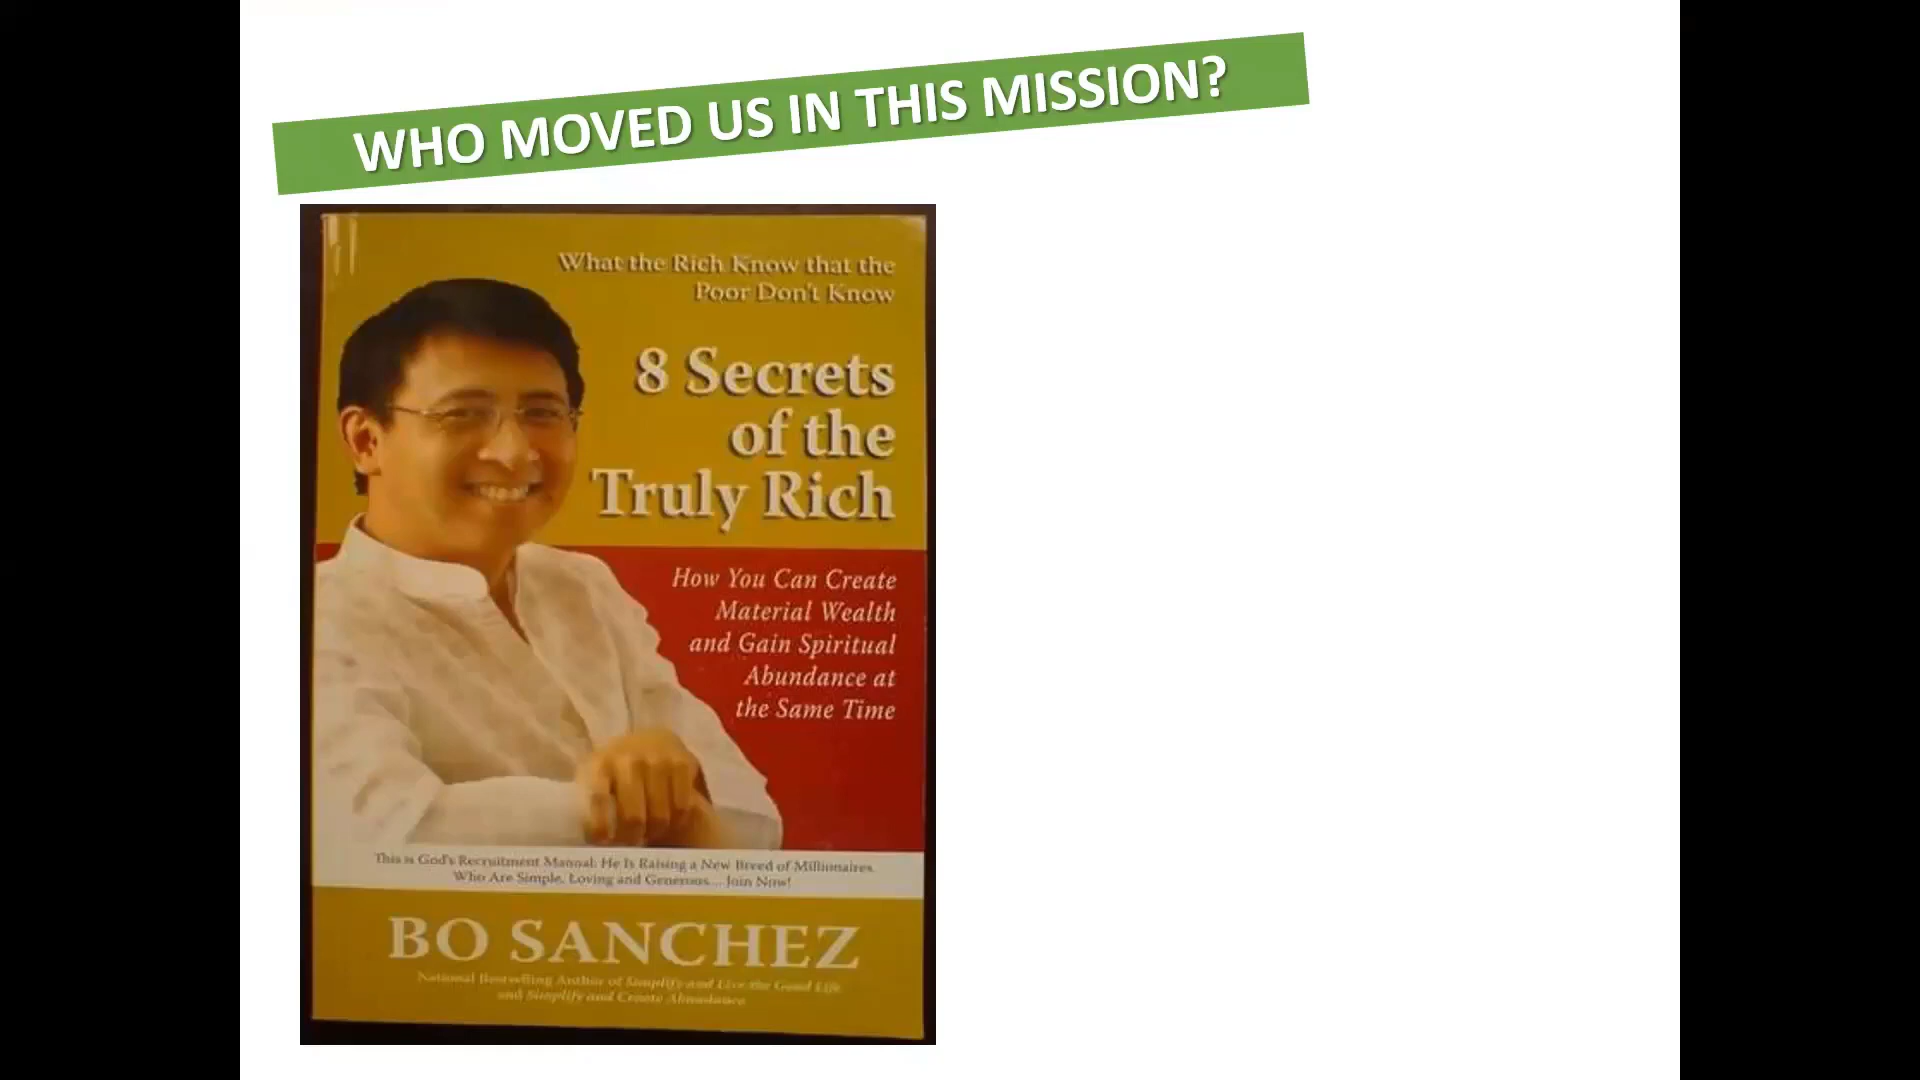 WHO MOVED US IN THIS MISSION?
What the Rich Know that the
Poor Don't Know
8 Secrets
of the
Truly Rich
How You Can Create
Material Wealth
and Gain Spiritual
Abundance at
the Same Time
This is God's Recruitment Manual: He Is Raising a New Breed of Millionaires
Who Are Simple, Loving and Generous... Join Now!
BO SANCHEZ
National Bestselling Author of Simplify and Live the Good Life
and Simplify and Create Abundance